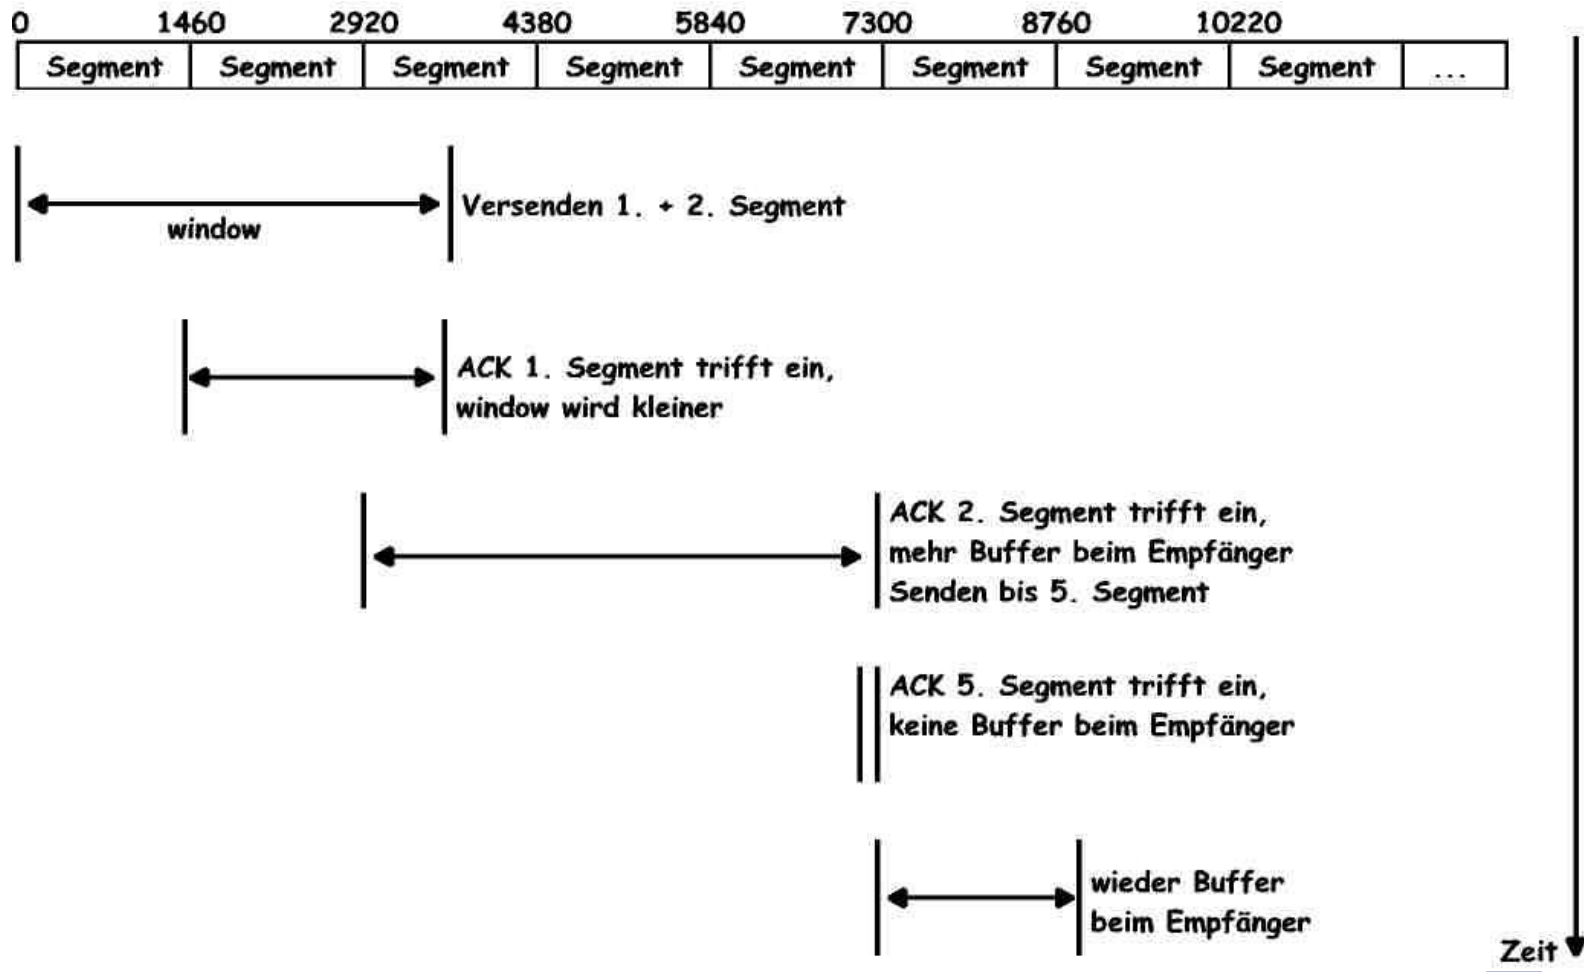 0 1460 2920 4380 5840 7300 8760 10220
Segment Segment Segment Segment Segment Segment Segment Segment ...
Versenden 1. + 2. Segment
window
ACK 1. Segment trifft ein,
window wird kleiner
ACK 2. Segment trifft ein,
mehr Buffer beim Empfänger
Senden bis 5. Segment
ACK 5. Segment trifft ein,
keine Buffer beim Empfänger
wieder Buffer
beim Empfänger
Zeit